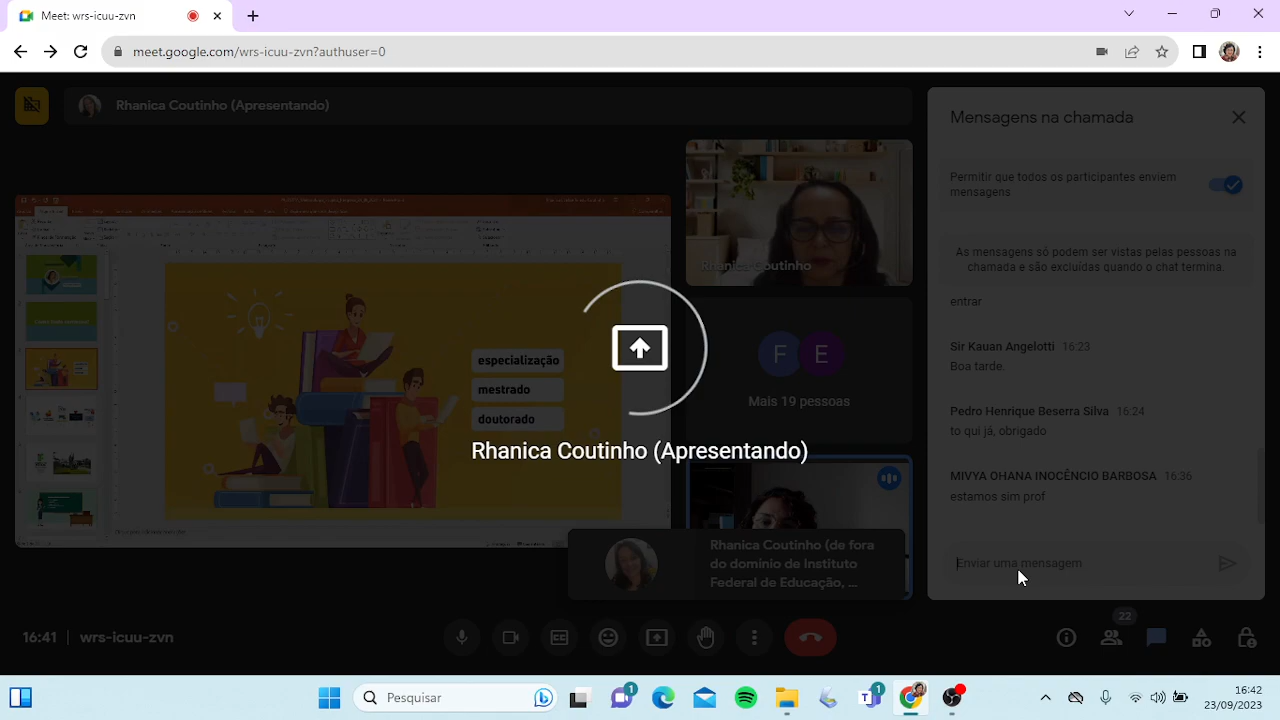 Meet: wrs-icuu-zvn
meet.google.com/wrs-icuu-zvn?authuser=0
Rhanica Coutinho (Apresentando)
Mensagens na chamada
Permitir que todos os participantes enviem
mensagens
As mensagens só podem ser vistas pelas pessoas na
chamada e são excluídas quando o chat termina.
entrar
Sir Kauan Angelotti 16:23
Boa tarde.
Pedro Henrique Beserra Silva 16:24
to qui já, obrigado
MIVYA OHANA INOCÊNCIO BARBOSA 16:36
estamos sim prof
Enviar uma mensagem
Rhanica Coutinho
especialização
mestrado
doutorado
F E
Mais 19 pessoas
Rhanica Coutinho (Apresentando)
Rhanica Coutinho (de fora
do domínio de Instituto
Federal de Educação, ...
16:41 | wrs-icuu-zvn
22
Pesquisar
1
1
16:42
23/09/2023